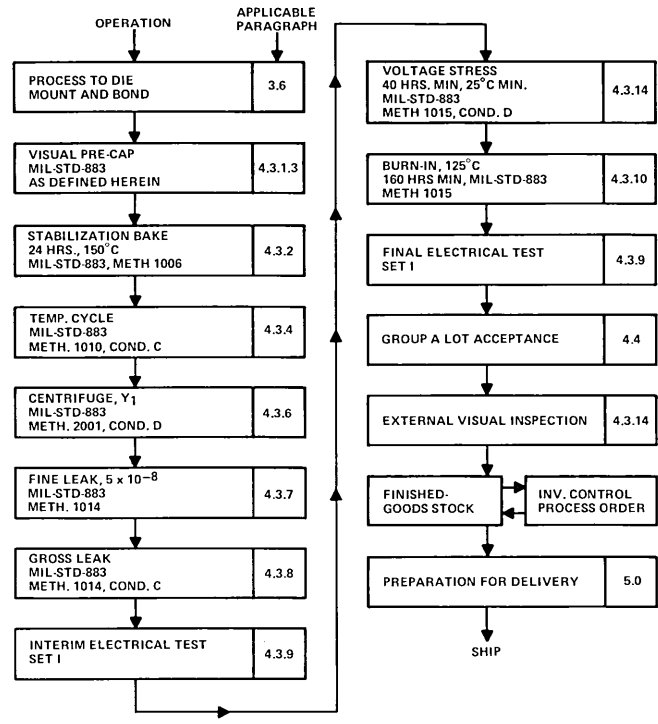 OPERATION
APPLICABLE
PARAGRAPH
PROCESS TO DIE
MOUNT AND BOND
3.6
VISUAL PRE-CAP
MIL-STD-883
AS DEFINED HEREIN
4.3.1.3
STABILIZATION BAKE
24 HRS., 150°C
MIL-STD-883, METH 1006
4.3.2
TEMP. CYCLE
MIL-STD-883
METH. 1010, COND. C
4.3.4
CENTRIFUGE, Y1
MIL-STD-883
METH. 2001, COND. D
4.3.6
FINE LEAK, 5 x 10−8
MIL-STD-883
METH. 1014
4.3.7
GROSS LEAK
MIL-STD-883
METH. 1014, COND. C
4.3.8
INTERIM ELECTRICAL TEST
SET I
4.3.9
VOLTAGE STRESS
40 HRS. MIN, 25°C MIN.
MIL-STD-883
METH 1015, COND. D
4.3.14
BURN-IN, 125°C
160 HRS MIN, MIL-STD-883
METH 1015
4.3.10
FINAL ELECTRICAL TEST
SET I
4.3.9
GROUP A LOT ACCEPTANCE
4.4
EXTERNAL VISUAL INSPECTION
4.3.14
FINISHED-
GOODS STOCK
INV. CONTROL
PROCESS ORDER
PREPARATION FOR DELIVERY
5.0
SHIP